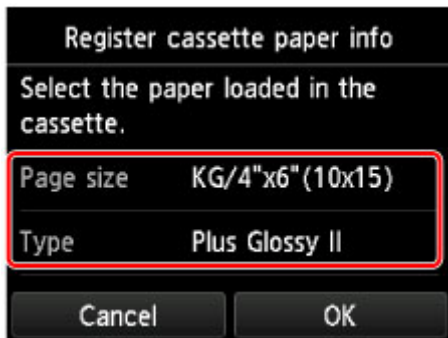 Register cassette paper info
Select the paper loaded in the
cassette.
Page size KG/4"x6"(10x15)
Type Plus Glossy II
Cancel OK